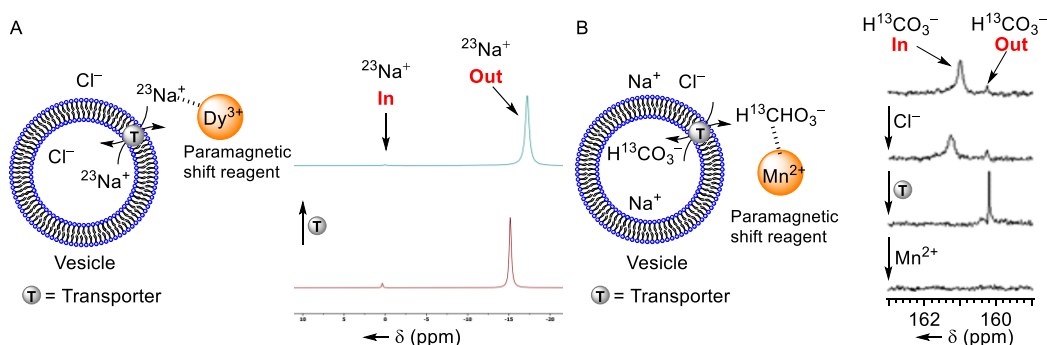 A
Cl⁻
²³Na⁺
Dy³⁺
T
Cl⁻
²³Na⁺
Paramagnetic
shift reagent
Vesicle
T = Transporter
²³Na⁺
In
²³Na⁺
Out
T
10
5
0
-5
-10
-15
-20
δ (ppm)
B
Na⁺
Cl⁻
H¹³CHO₃⁻
T
H¹³CO₃⁻
Mn²⁺
Na⁺
Paramagnetic
shift reagent
Vesicle
T = Transporter
H¹³CO₃⁻
In
H¹³CO₃⁻
Out
Cl⁻
T
Mn²⁺
162
160
δ (ppm)